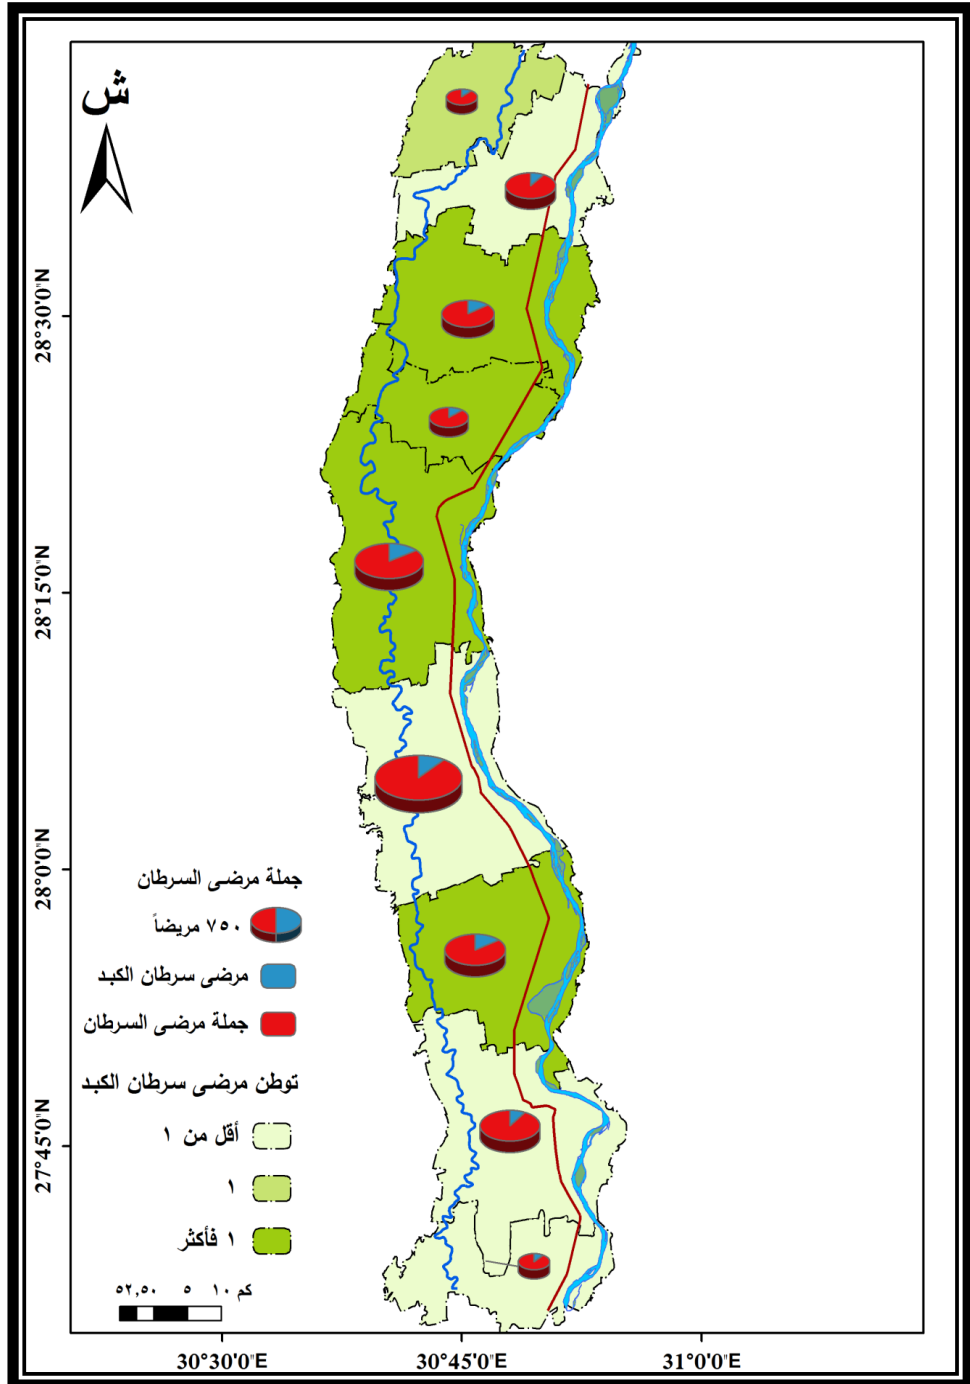 ش
28°30'0"N
28°15'0"N
28°0'0"N
27°45'0"N
جملة مرضى السرطان
٧٥٠ مريضاً
مرضى سرطان الكبد
جملة مرضى السرطان
توطن مرضى سرطان الكبد
أقل من ١
١
١ فأكثر
٥٢,٥٠ ٥ ١٠ كم
30°30'0"E
30°45'0"E
31°0'0"E